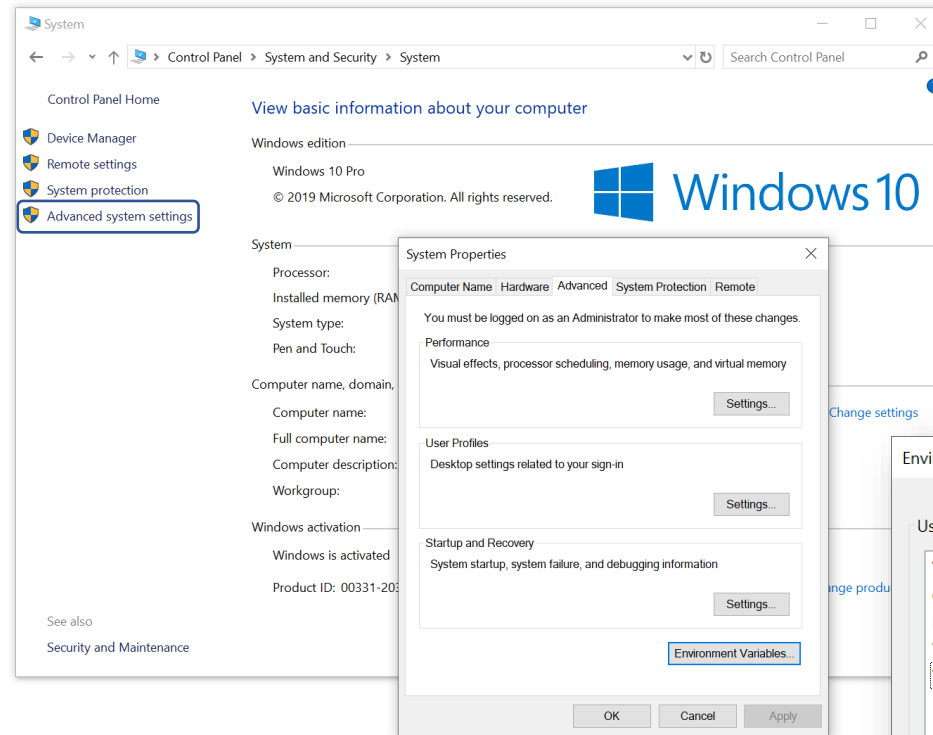 System
Control Panel > System and Security > System
Search Control Panel
Control Panel Home
Device Manager
Remote settings
System protection
Advanced system settings
See also
Security and Maintenance
View basic information about your computer
Windows edition
Windows 10 Pro
© 2019 Microsoft Corporation. All rights reserved.
Windows 10
System
Processor:
Installed memory (RAM
System type:
Pen and Touch:
Computer name, domain,
Computer name:
Change settings
Full computer name:
Computer description:
Workgroup:
Windows activation
Windows is activated
Product ID: 00331-203
System Properties
Computer Name Hardware Advanced System Protection Remote
You must be logged on as an Administrator to make most of these changes.
Performance
Visual effects, processor scheduling, memory usage, and virtual memory
Settings...
User Profiles
Desktop settings related to your sign-in
Settings...
Startup and Recovery
System startup, system failure, and debugging information
Settings...
Environment Variables...
OK Cancel Apply
Envi